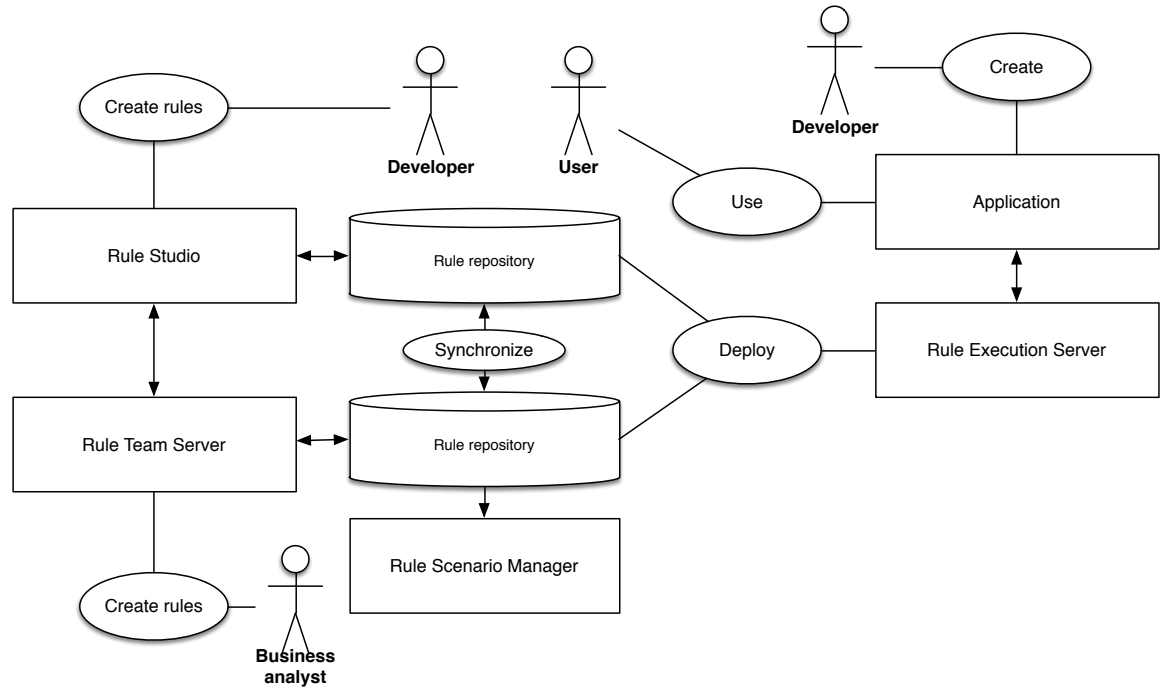 Create
Create rules
Developer
Developer
User
Use
Application
Rule Studio
Rule repository
Synchronize
Deploy
Rule Execution Server
Rule Team Server
Rule repository
Rule Scenario Manager
Create rules
Business
analyst